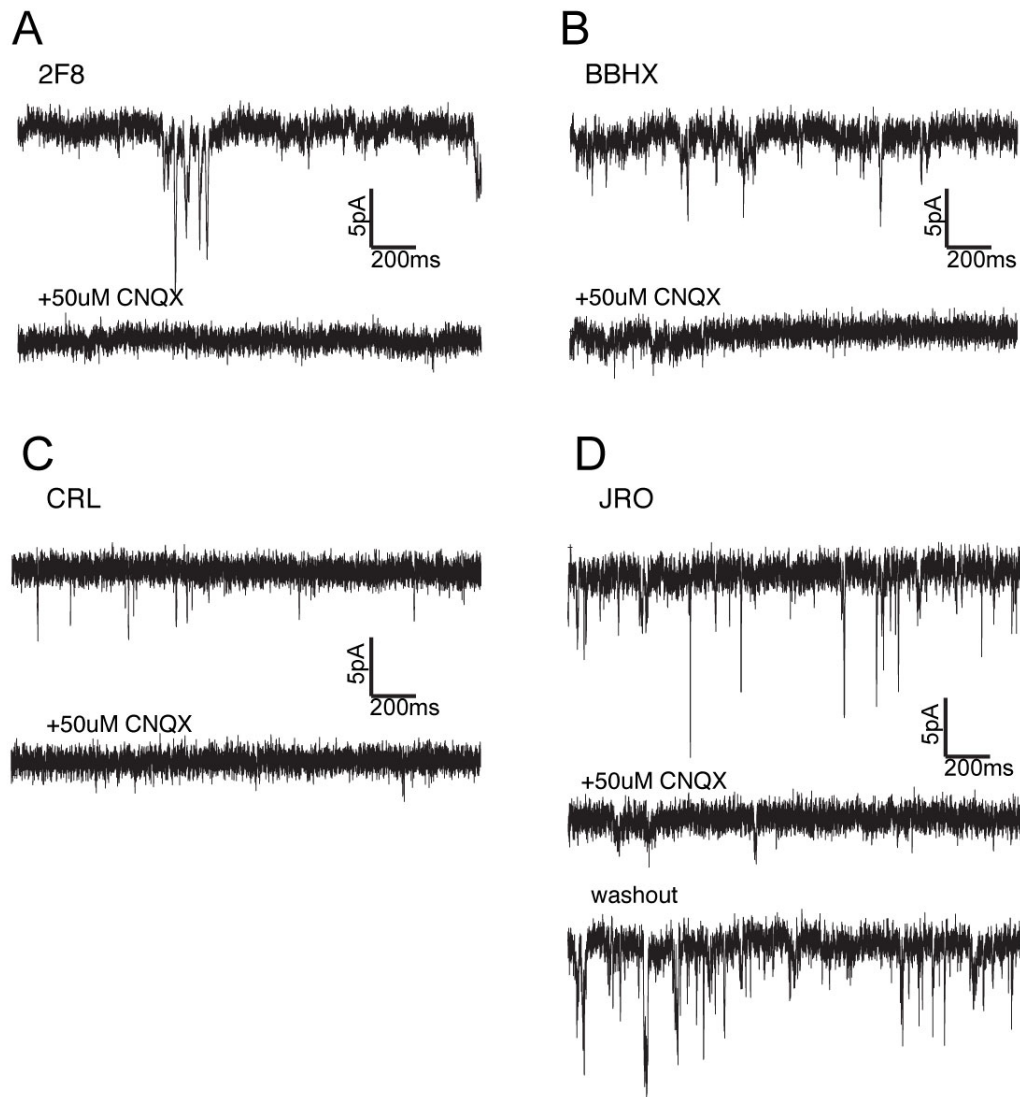 A
2F8
5pA
200ms
+50uM CNQX
B
BBHX
5pA
200ms
+50uM CNQX
C
CRL
5pA
200ms
+50uM CNQX
D
JRO
5pA
200ms
+50uM CNQX
washout